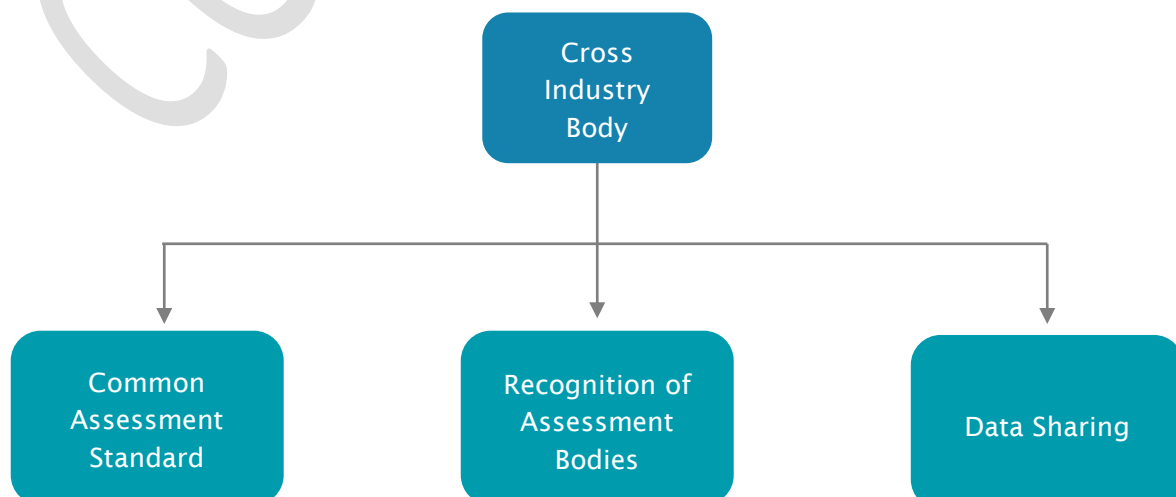 Cross
Industry
Body
Common
Assessment
Standard
Recognition of
Assessment
Bodies
Data Sharing